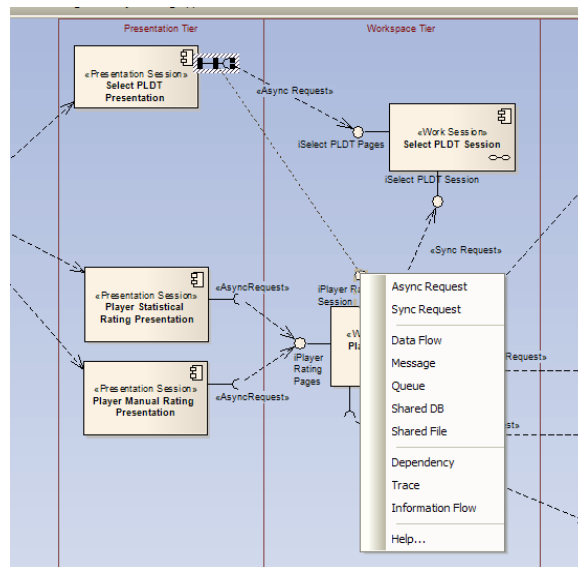 Presentation Tier
Workspace Tier
«Presentation Session»
Select PLDT
Presentation
«Async Request»
«Work Session»
Select PLDT Session
iSelect PLDT Pages
iSelect PLDT Session
«Sync Request»
«Presentation Session»
Player Statistical
Rating Presentation
«AsyncRequest»
iPlayer
Session
iPlayer
Rating
Pages
«Presentation Session»
Player Manual Rating
Presentation
«AsyncRequest»
Request»
Async Request
Sync Request
Data Flow
Message
Queue
Shared DB
Shared File
Dependency
Trace
Information Flow
Help...